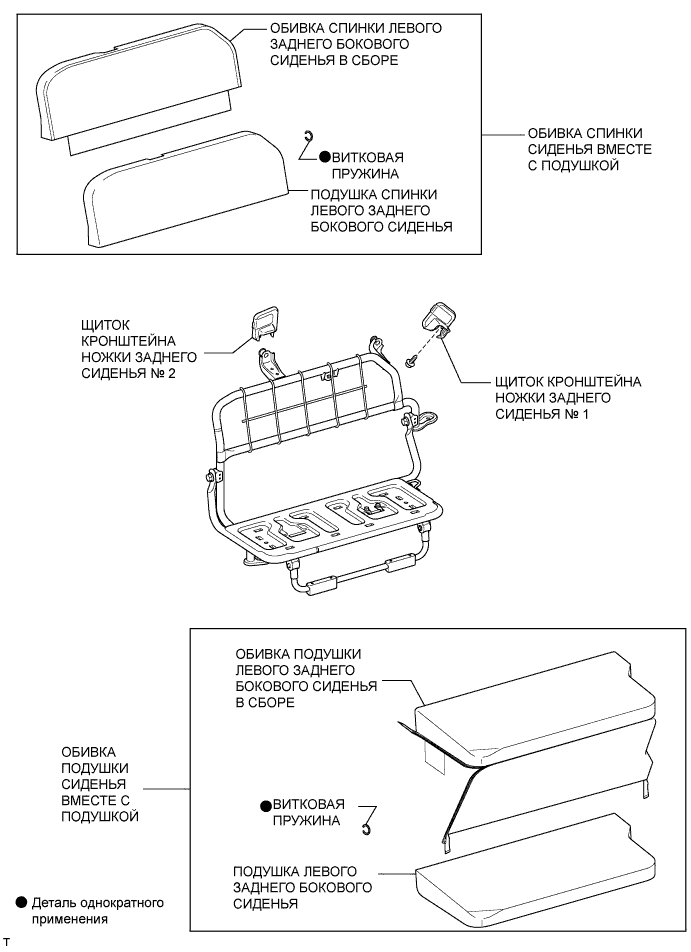 ОБИВКА СПИНКИ ЛЕВОГО
ЗАДНЕГО БОКОВОГО
СИДЕНЬЯ В СБОРЕ
ОБИВКА СПИНКИ
СИДЕНЬЯ ВМЕСТЕ
С ПОДУШКОЙ
●ВИТКОВАЯ
ПРУЖИНА
ПОДУШКА СПИНКИ
ЛЕВОГО ЗАДНЕГО
БОКОВОГО СИДЕНЬЯ
ЩИТОК
КРОНШТЕЙНА
НОЖКИ ЗАДНЕГО
СИДЕНЬЯ № 2
ЩИТОК КРОНШТЕЙНА
НОЖКИ ЗАДНЕГО
СИДЕНЬЯ № 1
ОБИВКА ПОДУШКИ
ЛЕВОГО ЗАДНЕГО
БОКОВОГО СИДЕНЬЯ
В СБОРЕ
ОБИВКА
ПОДУШКИ
СИДЕНЬЯ
ВМЕСТЕ С
ПОДУШКОЙ
●ВИТКОВАЯ
ПРУЖИНА
ПОДУШКА ЛЕВОГО
ЗАДНЕГО БОКОВОГО
СИДЕНЬЯ
● Деталь однократного
применения
T